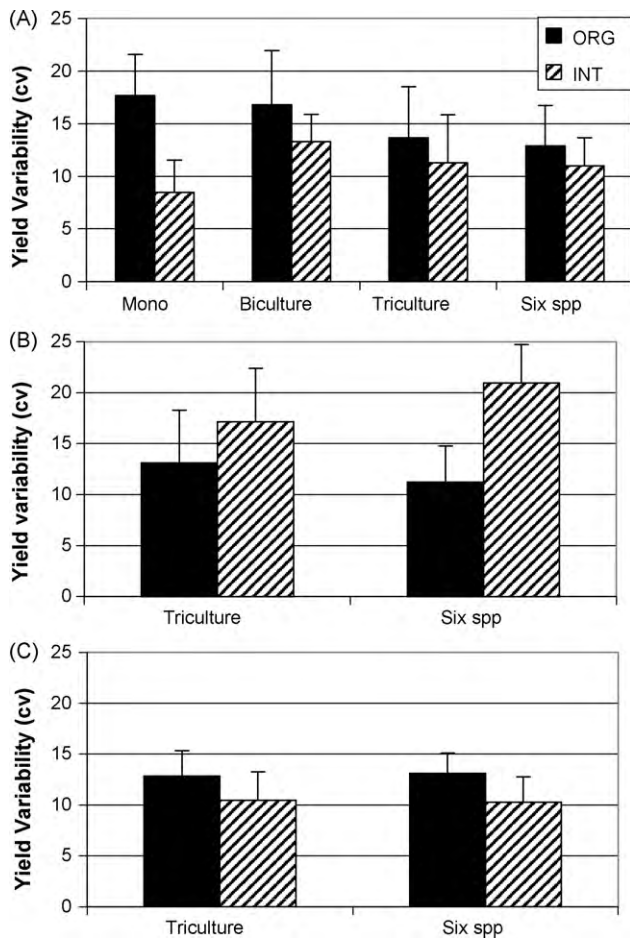 (A)
25
20
15
10
5
0
Yield Variability (cv)
ORG
INT
Mono Biculture Triculture Six spp
(B)
25
20
15
10
5
0
Yield variability (cv)
Triculture Six spp
(C)
25
20
15
10
5
0
Yield Variability (cv)
Triculture Six spp